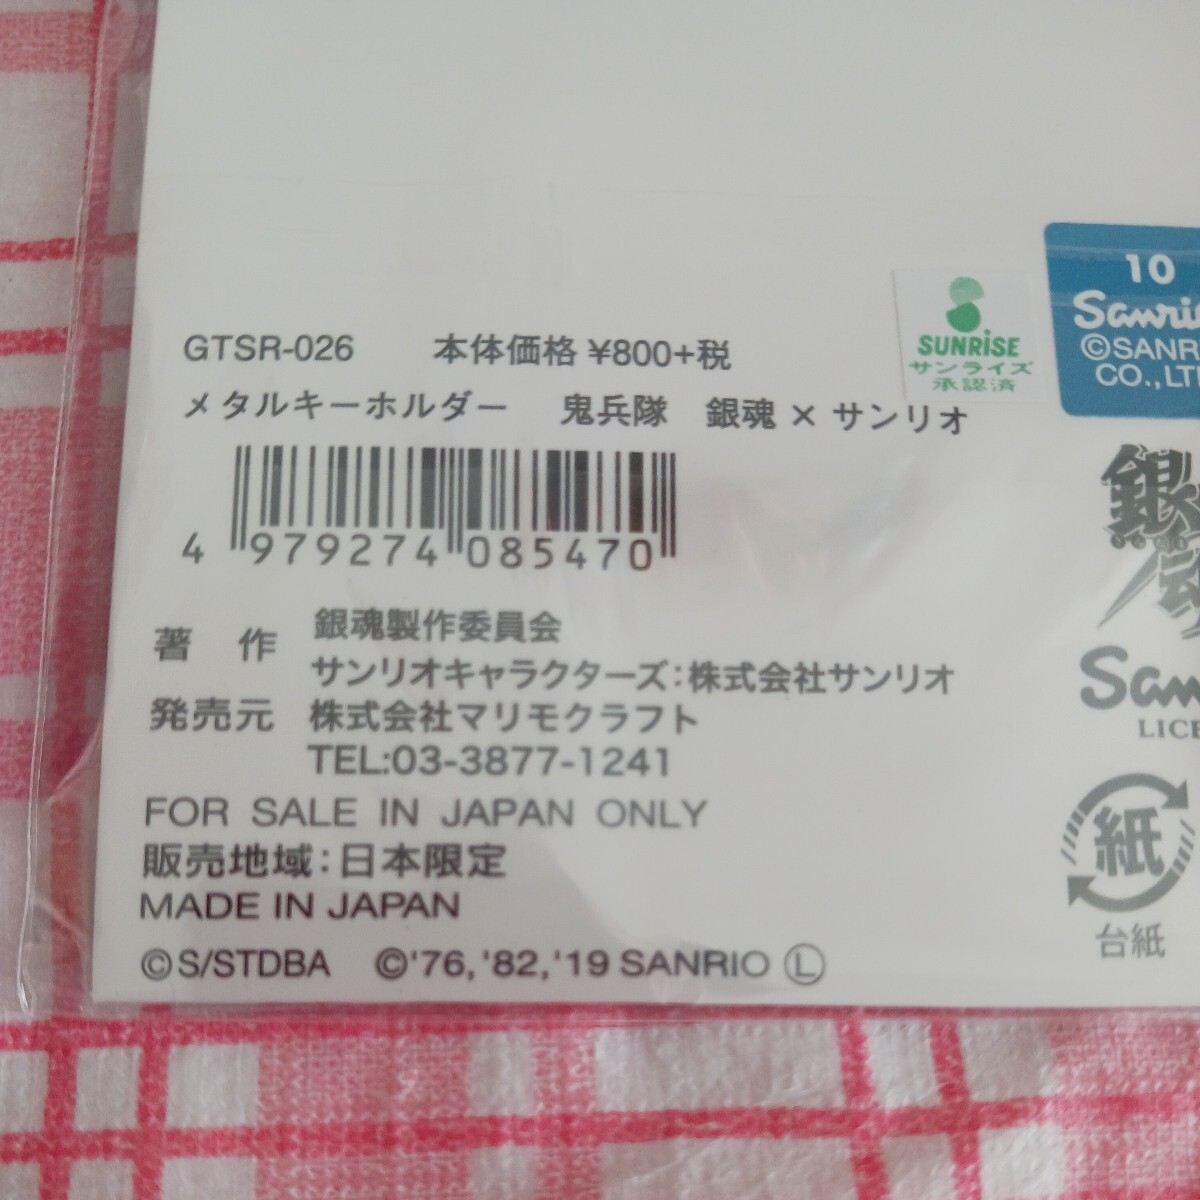 GTSR-026 本体価格 ¥800+税
メタルキーホルダー 鬼兵隊 銀魂 × サンリオ
4 979274 085470
SUNRISE
サンライズ
承認済
10
©SANR
CO.,LT
著 作 銀魂製作委員会
サンリオキャラクターズ:株式会社サンリオ
発売元 株式会社マリモクラフト
TEL:03-3877-1241
FOR SALE IN JAPAN ONLY
販売地域:日本限定
MADE IN JAPAN
©S/STDBA ©'76,'82,'19 SANRIO Ⓛ
銀
San
LICE
紙
台紙